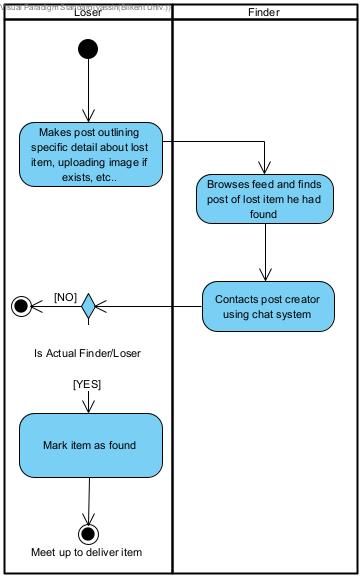 Visual Paradigm Standard(yassin(Bilkent Univ.))
Loser
Finder
Makes post outlining
specific detail about lost
item, uploading image if
exists, etc..
Browses feed and finds
post of lost item he had
found
Contacts post creator
using chat system
[NO]
Is Actual Finder/Loser
[YES]
Mark item as found
Meet up to deliver item